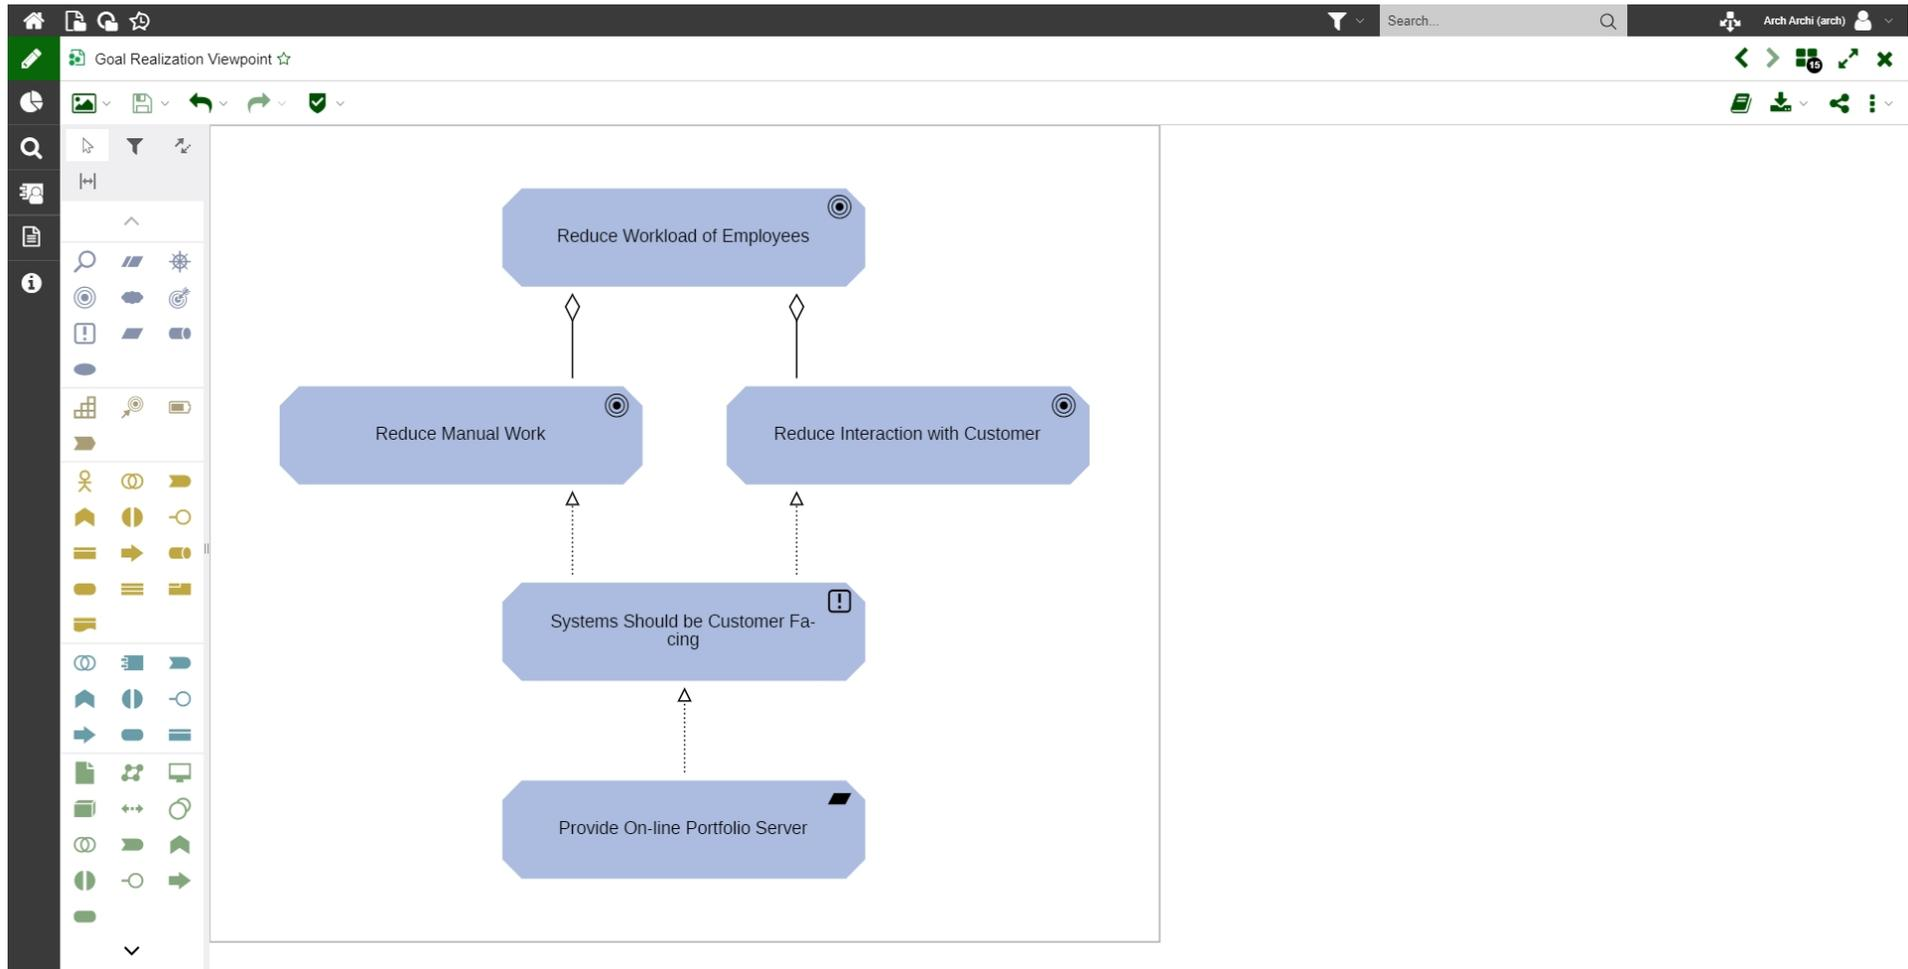 Search...
Arch Archi (arch)
Goal Realization Viewpoint
15
Reduce Workload of Employees
Reduce Manual Work
Reduce Interaction with Customer
Systems Should be Customer Fa-
cing
Provide On-line Portfolio Server